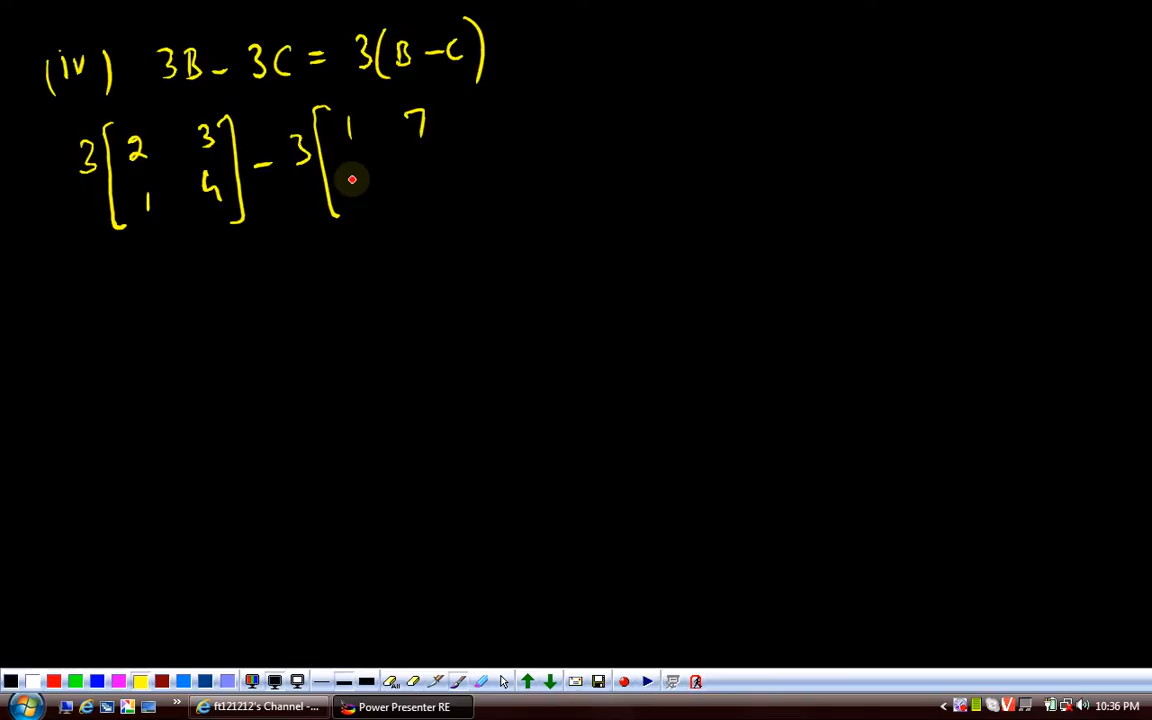 (iv) 3B - 3C = 3(B - C)
3[2 3 - 3[1 7
1 4]
ft121212's Channel -...
Power Presenter RE
10:36 PM